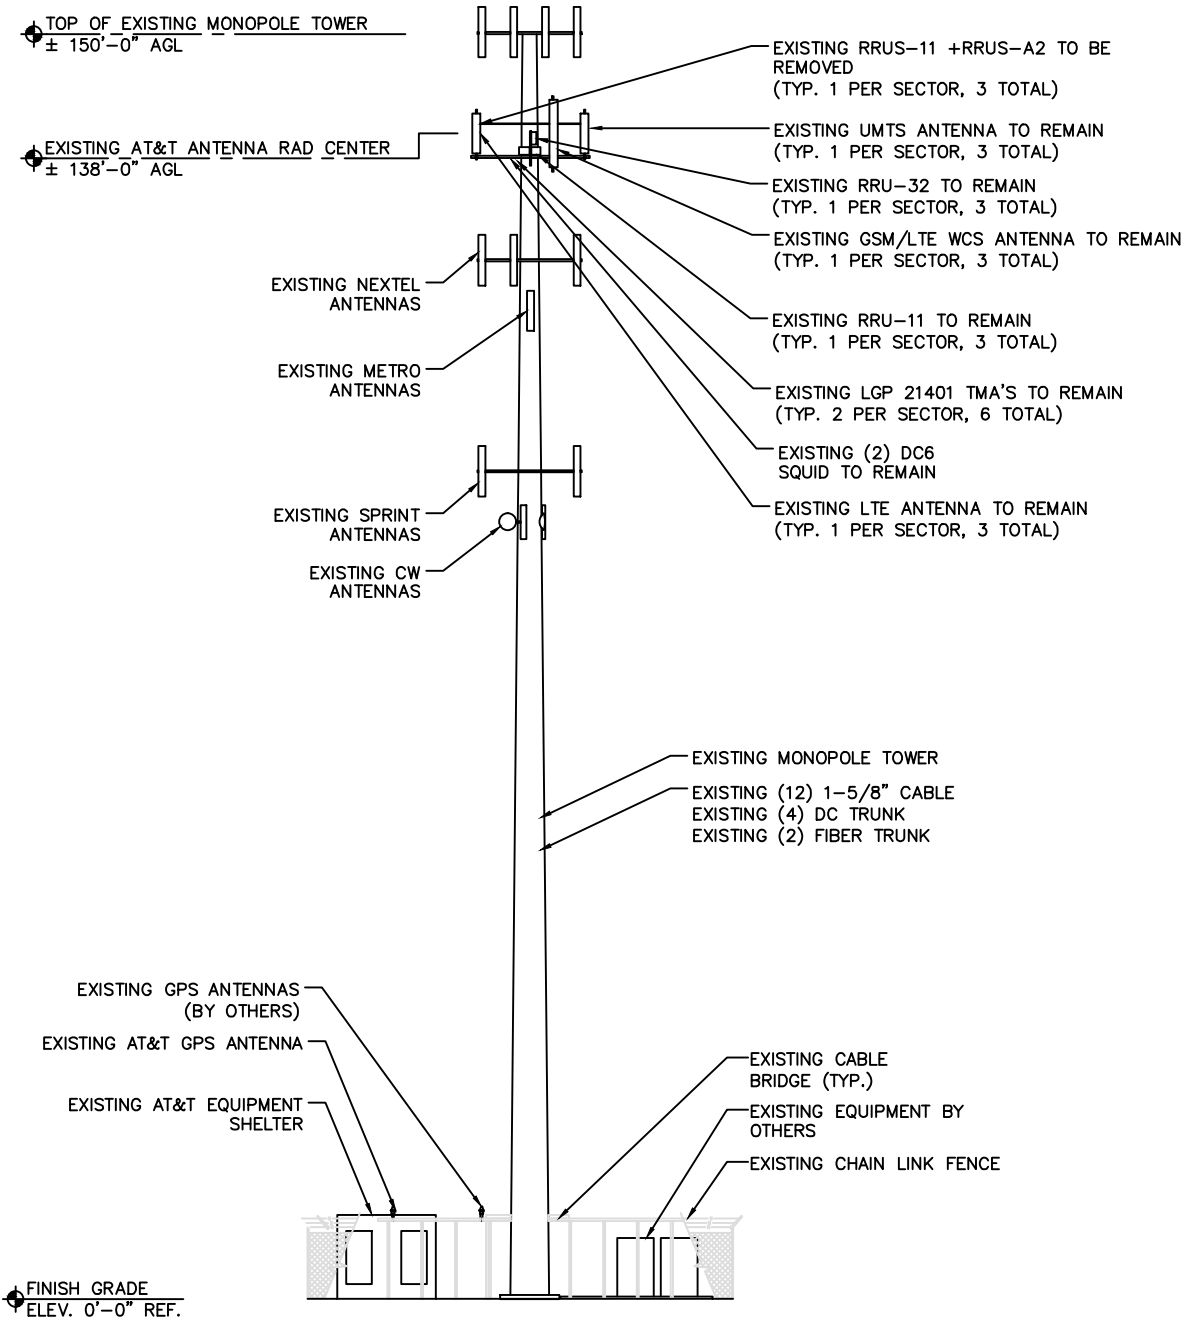 TOP OF EXISTING MONOPOLE TOWER
± 150'-0" AGL
EXISTING AT&T ANTENNA RAD CENTER
± 138'-0" AGL
EXISTING RRUS-11 +RRUS-A2 TO BE
REMOVED
(TYP. 1 PER SECTOR, 3 TOTAL)
EXISTING UMTS ANTENNA TO REMAIN
(TYP. 1 PER SECTOR, 3 TOTAL)
EXISTING RRU-32 TO REMAIN
(TYP. 1 PER SECTOR, 3 TOTAL)
EXISTING GSM/LTE WCS ANTENNA TO REMAIN
(TYP. 1 PER SECTOR, 3 TOTAL)
EXISTING RRU-11 TO REMAIN
(TYP. 1 PER SECTOR, 3 TOTAL)
EXISTING LGP 21401 TMA'S TO REMAIN
(TYP. 2 PER SECTOR, 6 TOTAL)
EXISTING (2) DC6
SQUID TO REMAIN
EXISTING LTE ANTENNA TO REMAIN
(TYP. 1 PER SECTOR, 3 TOTAL)
EXISTING NEXTEL
ANTENNAS
EXISTING METRO
ANTENNAS
EXISTING SPRINT
ANTENNAS
EXISTING CW
ANTENNAS
EXISTING MONOPOLE TOWER
EXISTING (12) 1-5/8" CABLE
EXISTING (4) DC TRUNK
EXISTING (2) FIBER TRUNK
EXISTING GPS ANTENNAS
(BY OTHERS)
EXISTING AT&T GPS ANTENNA
EXISTING AT&T EQUIPMENT
SHELTER
EXISTING CABLE
BRIDGE (TYP.)
EXISTING EQUIPMENT BY
OTHERS
EXISTING CHAIN LINK FENCE
FINISH GRADE
ELEV. 0'-0" REF.